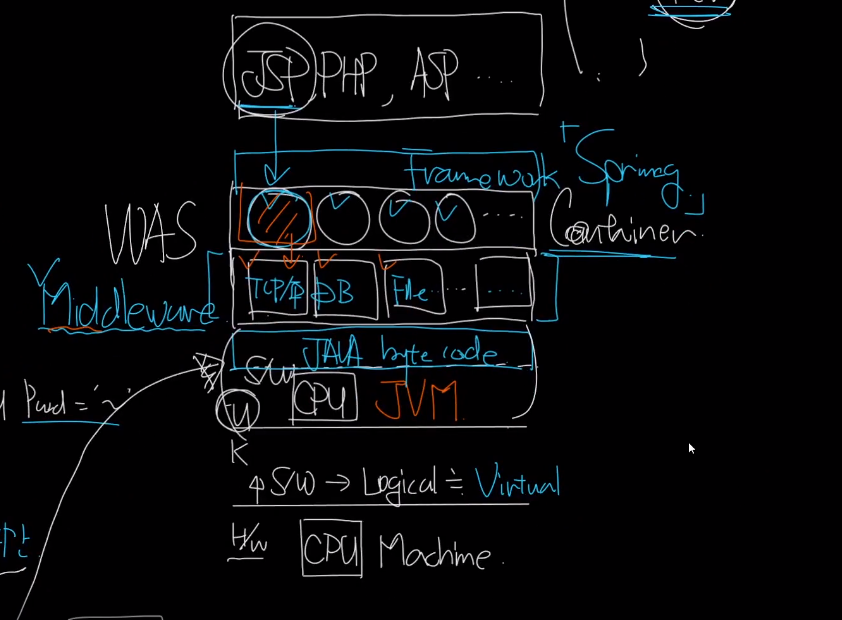 JSP PHP, ASP ....
Framework 「Spring」
WAS
.... Container.
Middleware
TCP/IP DB File .... ....
JAVA byte code
S/W CPU JVM
U
Pwd =
K
S/W → Logical ≒ Virtual
H/W CPU Machine.